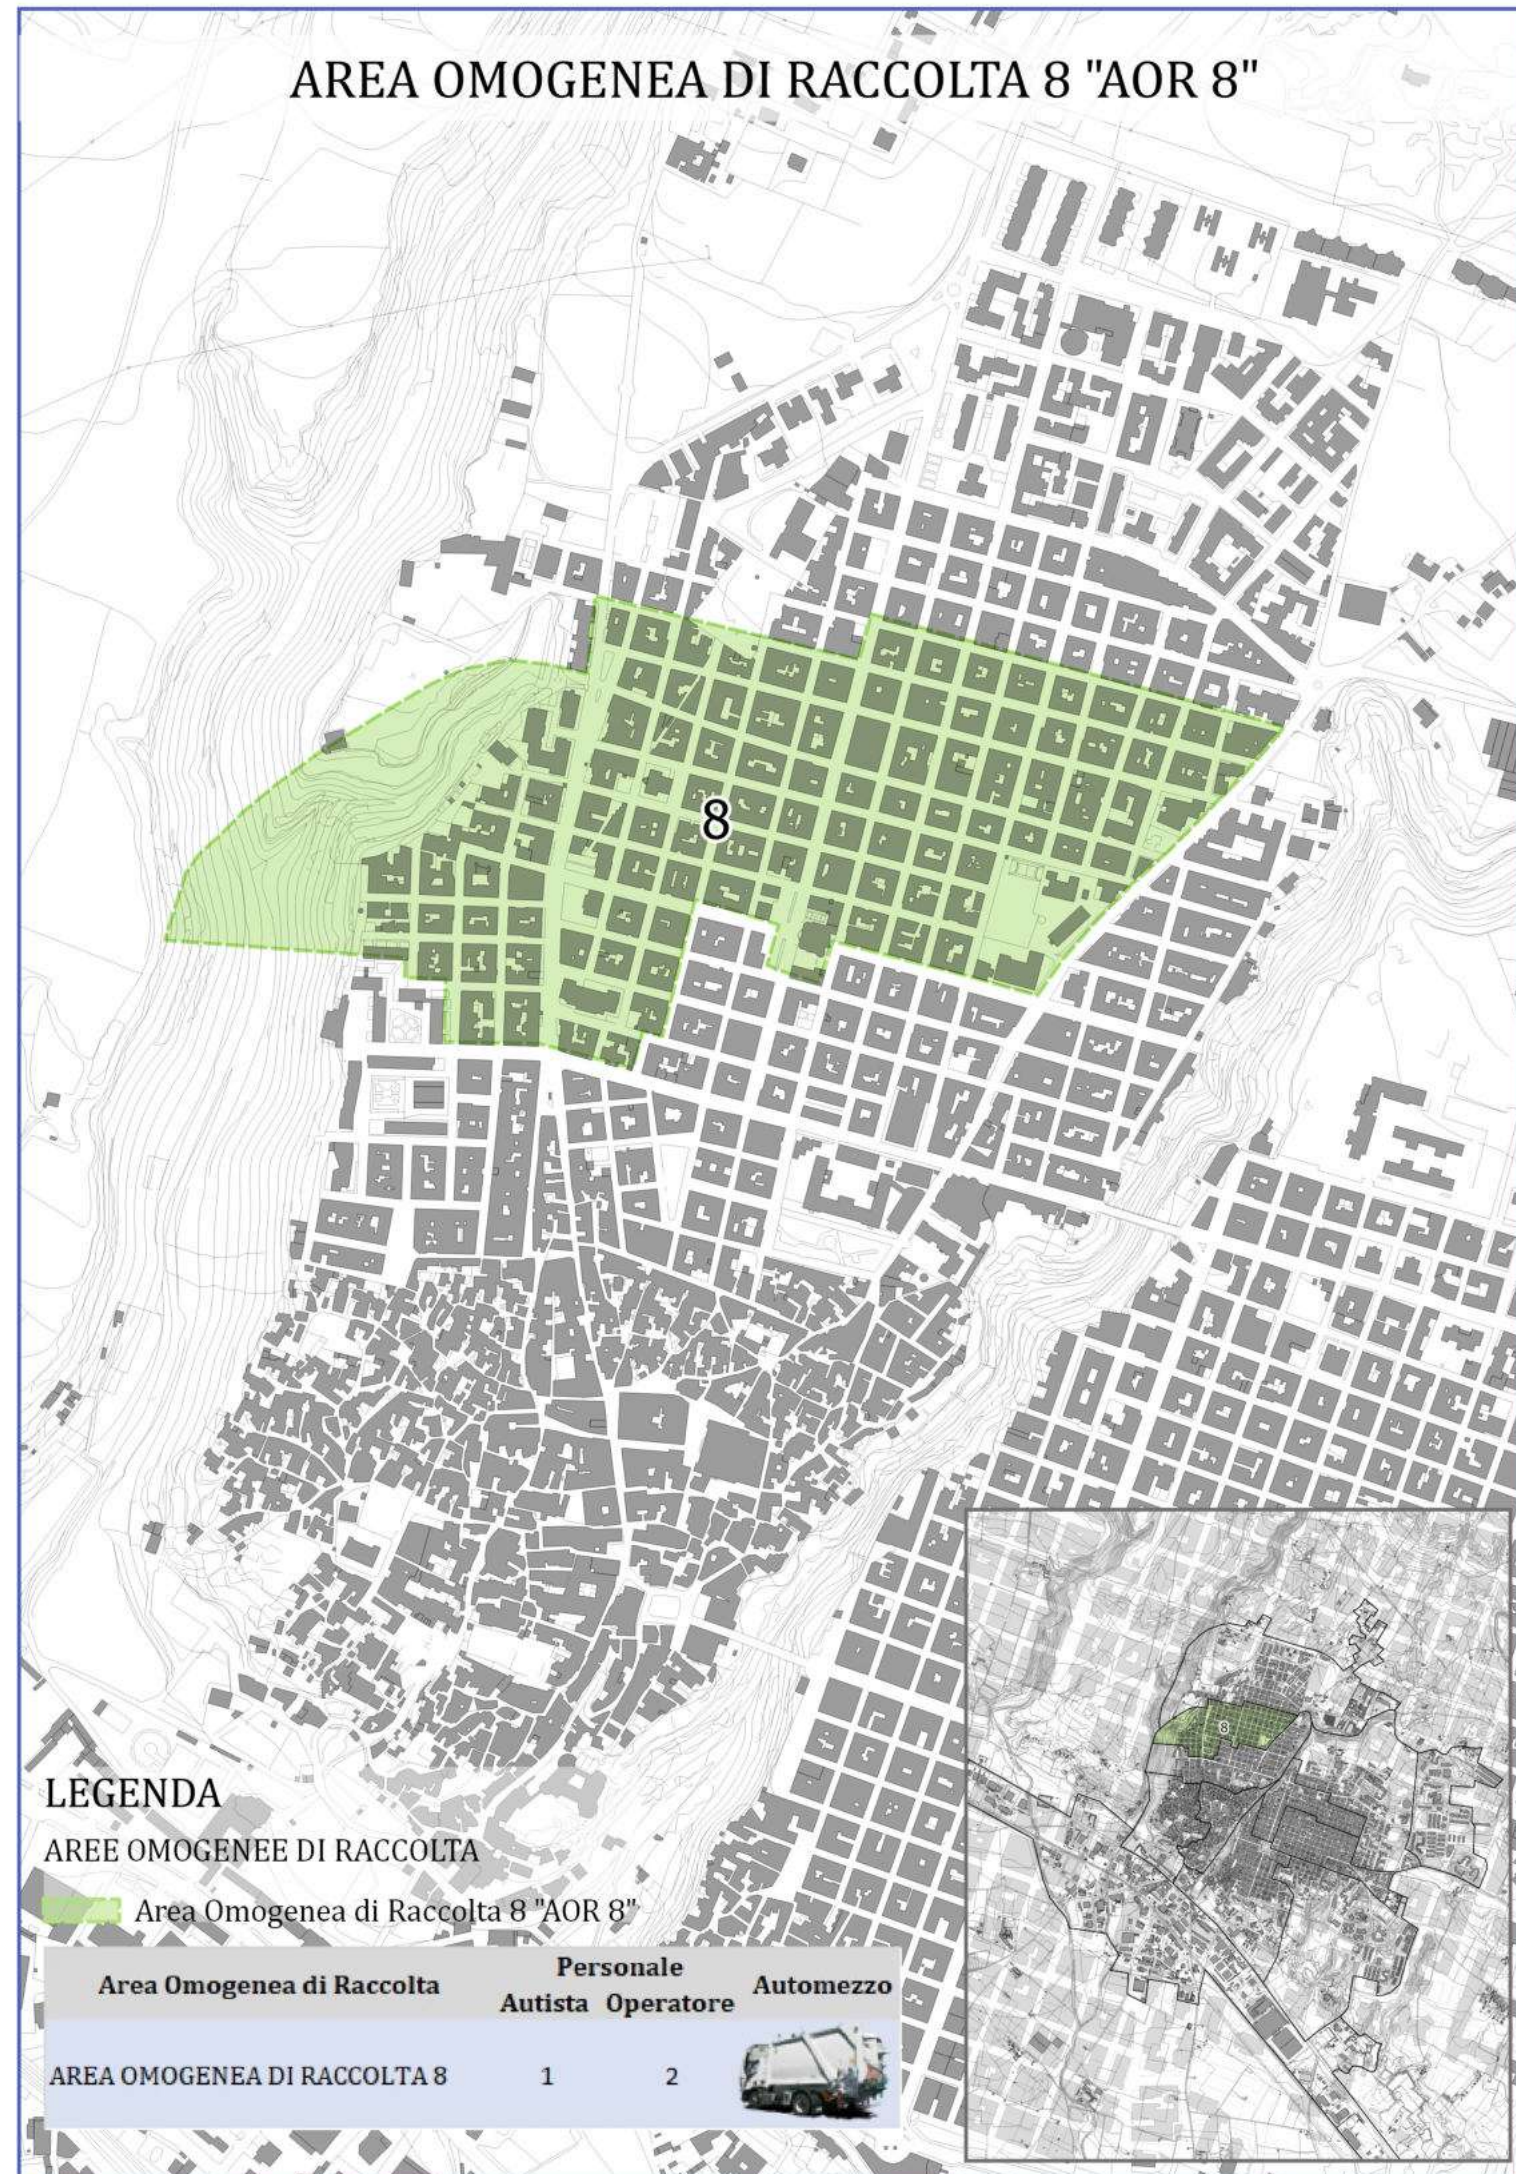 AREA OMOGENEA DI RACCOLTA 8 "AOR 8"
8
LEGENDA
AREE OMOGENEE DI RACCOLTA
Area Omogenea di Raccolta 8 "AOR 8"
Area Omogenea di Raccolta Personale Automezzo
Autista Operatore
AREA OMOGENEA DI RACCOLTA 8 1 2
8